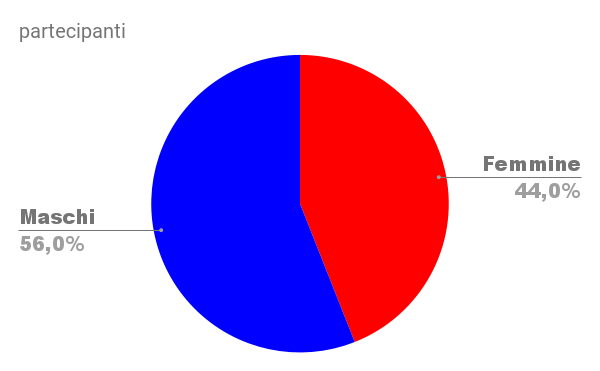 partecipanti
Femmine
44,0%
Maschi
56,0%